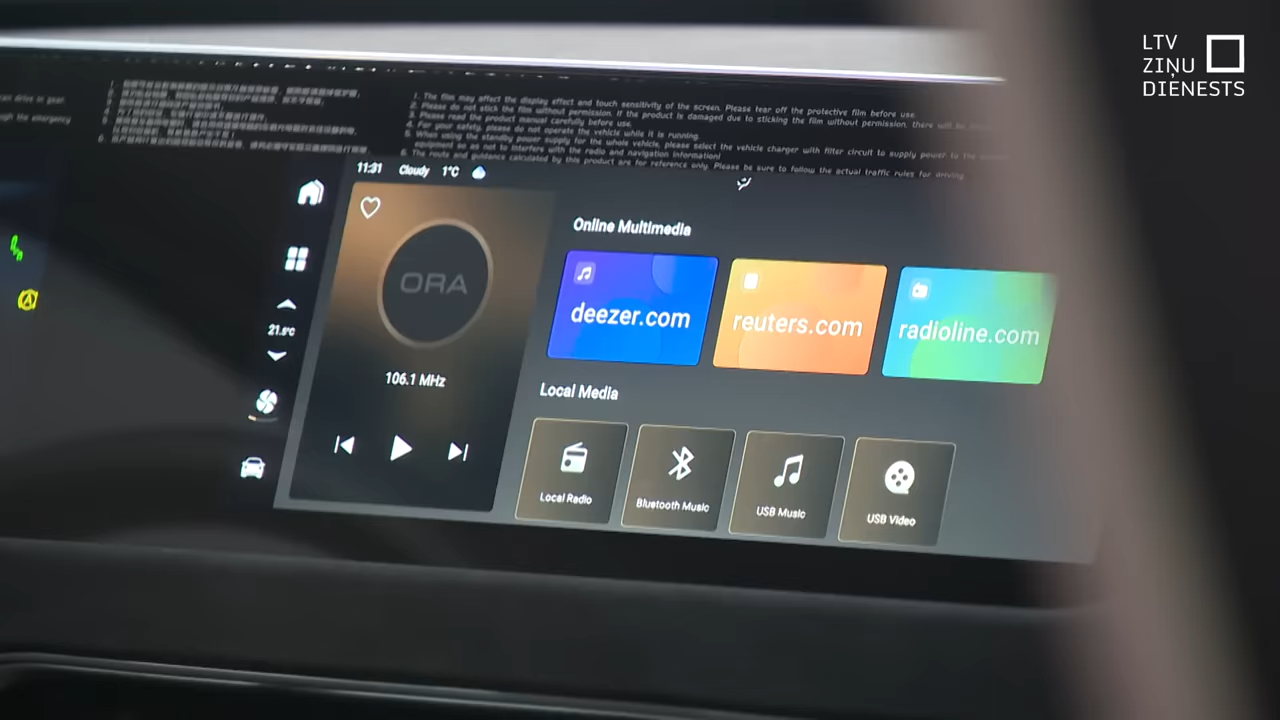 LTV
ZIŅU
DIENESTS
can drive in gear.
ugh the emergency
1. The film may affect the display effect and touch sensitivity of the screen. Please tear off the protective film before use.
2. Please do not stick the film without permission. If the product is damaged due to sticking the film without permission, there will be
3. Please read the product manual carefully before use.
4. For your safety, please do not operate the vehicle while it is running.
5. When using the standby power supply for the whole vehicle, please select the vehicle charger with filter circuit to supply power to the
equipment so as not to interfere with the radio and navigation information!
6. The route and guidance calculated by this product are for reference only. Please be sure to follow the actual traffic rules for driving.
11:31 Cloudy 1°C
21.5°C
ORA
106.1 MHz
Online Multimedia
deezer.com
reuters.com
radioline.com
Local Media
Local Radio
Bluetooth Music
USB Music
USB Video